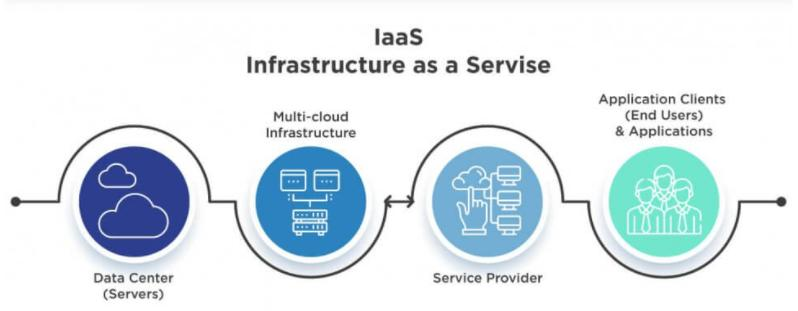 IaaS
Infrastructure as a Servise
Multi-cloud
Infrastructure
Application Clients
(End Users)
& Applications
Data Center
(Servers)
Service Provider